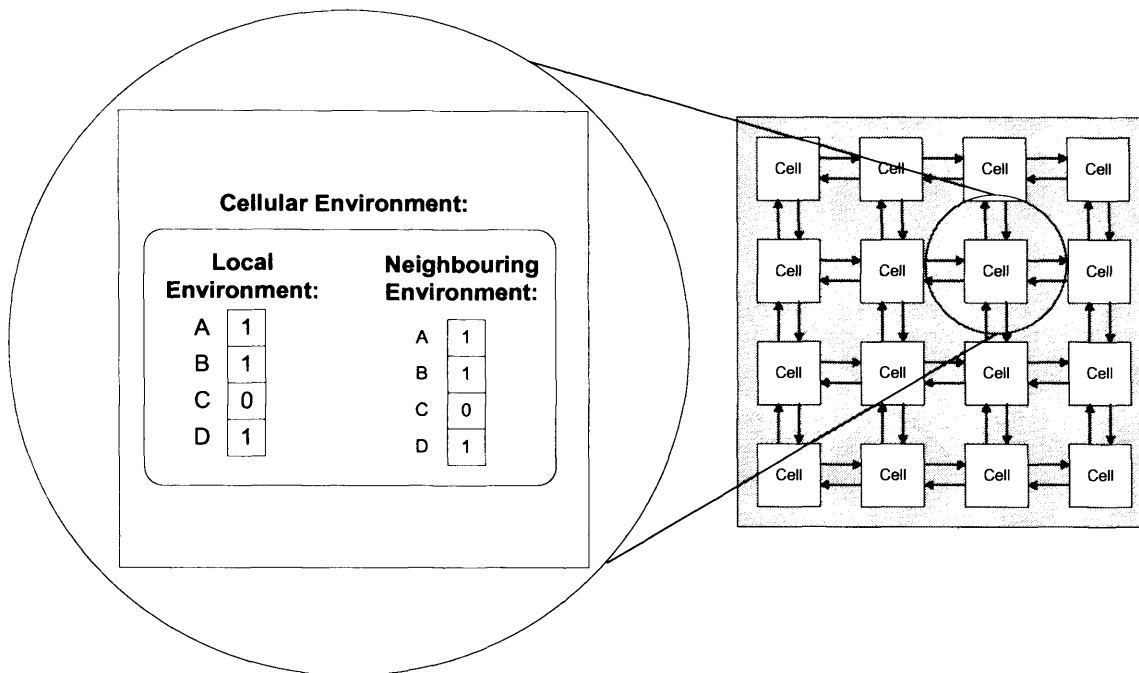 Cellular Environment:
Local
Environment:
A 1
B 1
C 0
D 1
Neighbouring
Environment:
A 1
B 1
C 0
D 1
Cell Cell Cell Cell
Cell Cell Cell Cell
Cell Cell Cell Cell
Cell Cell Cell Cell